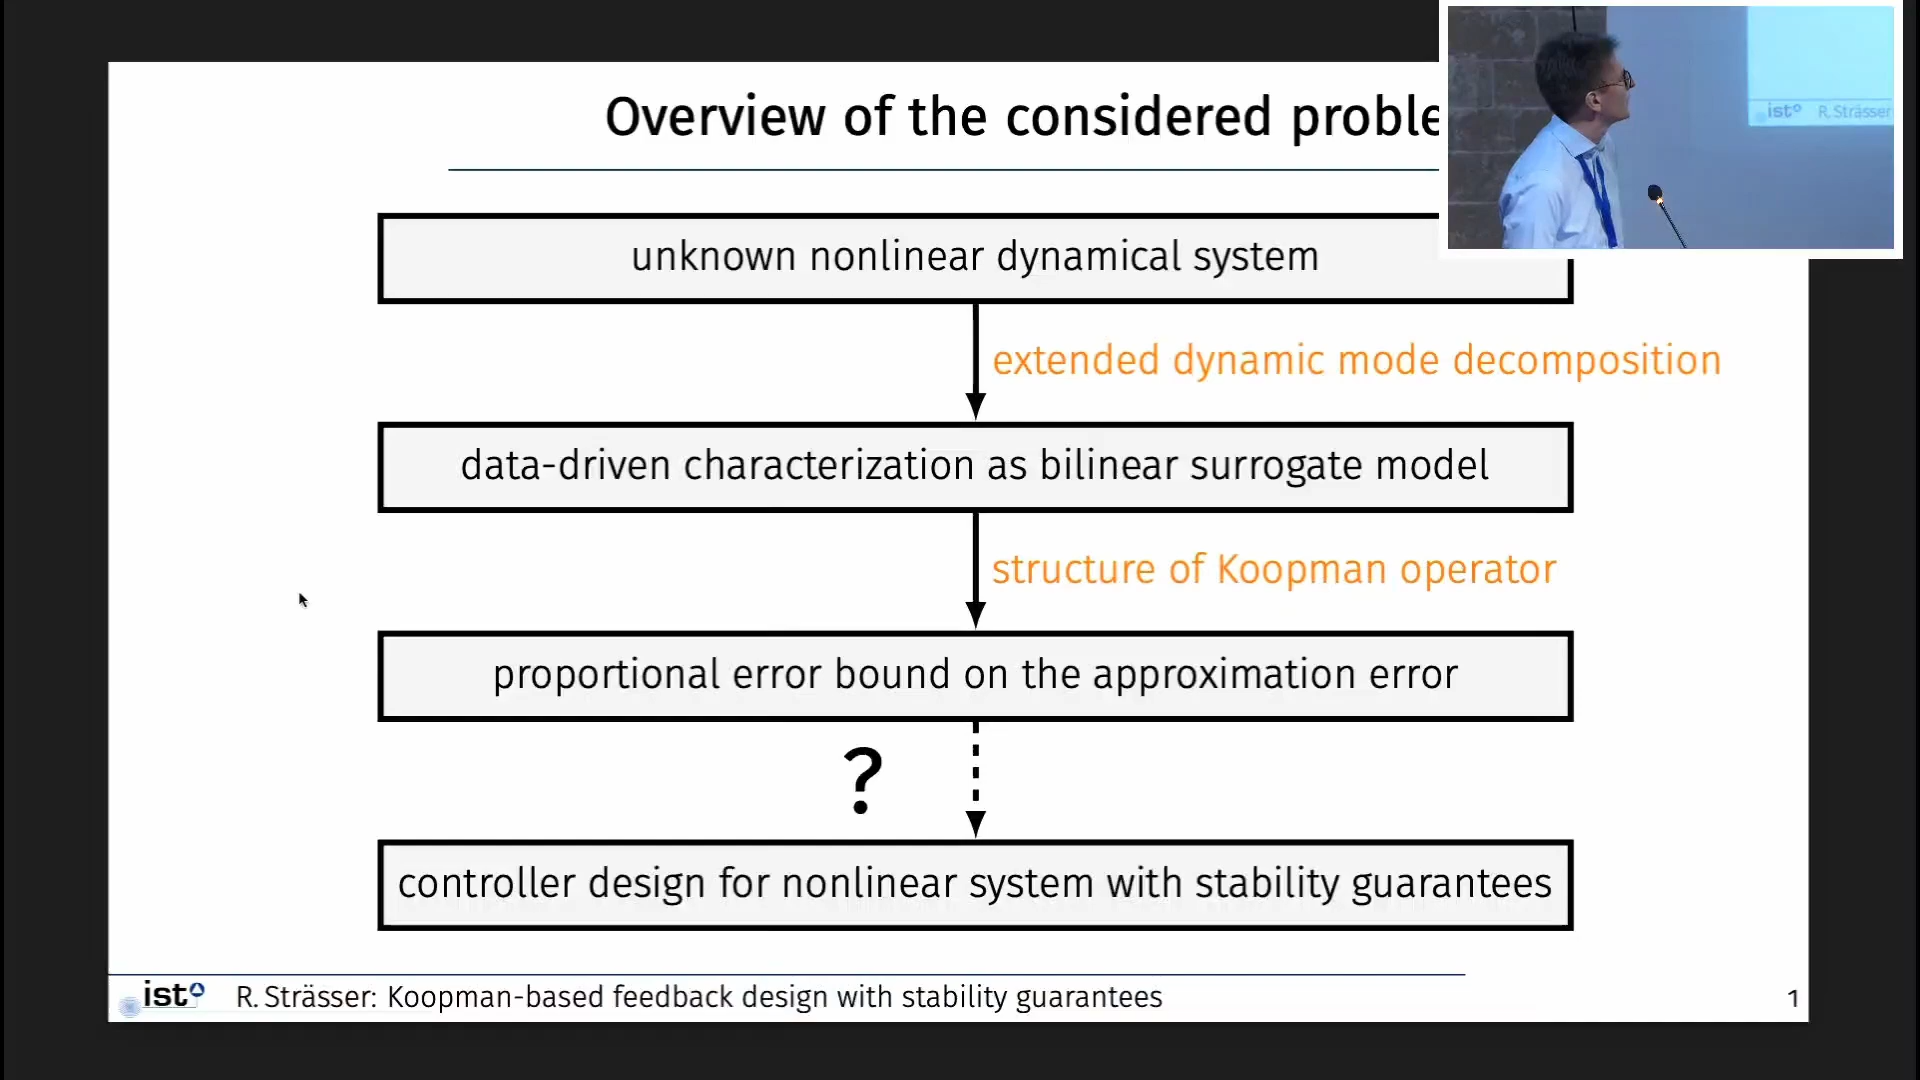 Overview of the considered proble
unknown nonlinear dynamical system
extended dynamic mode decomposition
data-driven characterization as bilinear surrogate model
structure of Koopman operator
proportional error bound on the approximation error
?
controller design for nonlinear system with stability guarantees
ist R. Strässer: Koopman-based feedback design with stability guarantees 1
ist R. Strässer